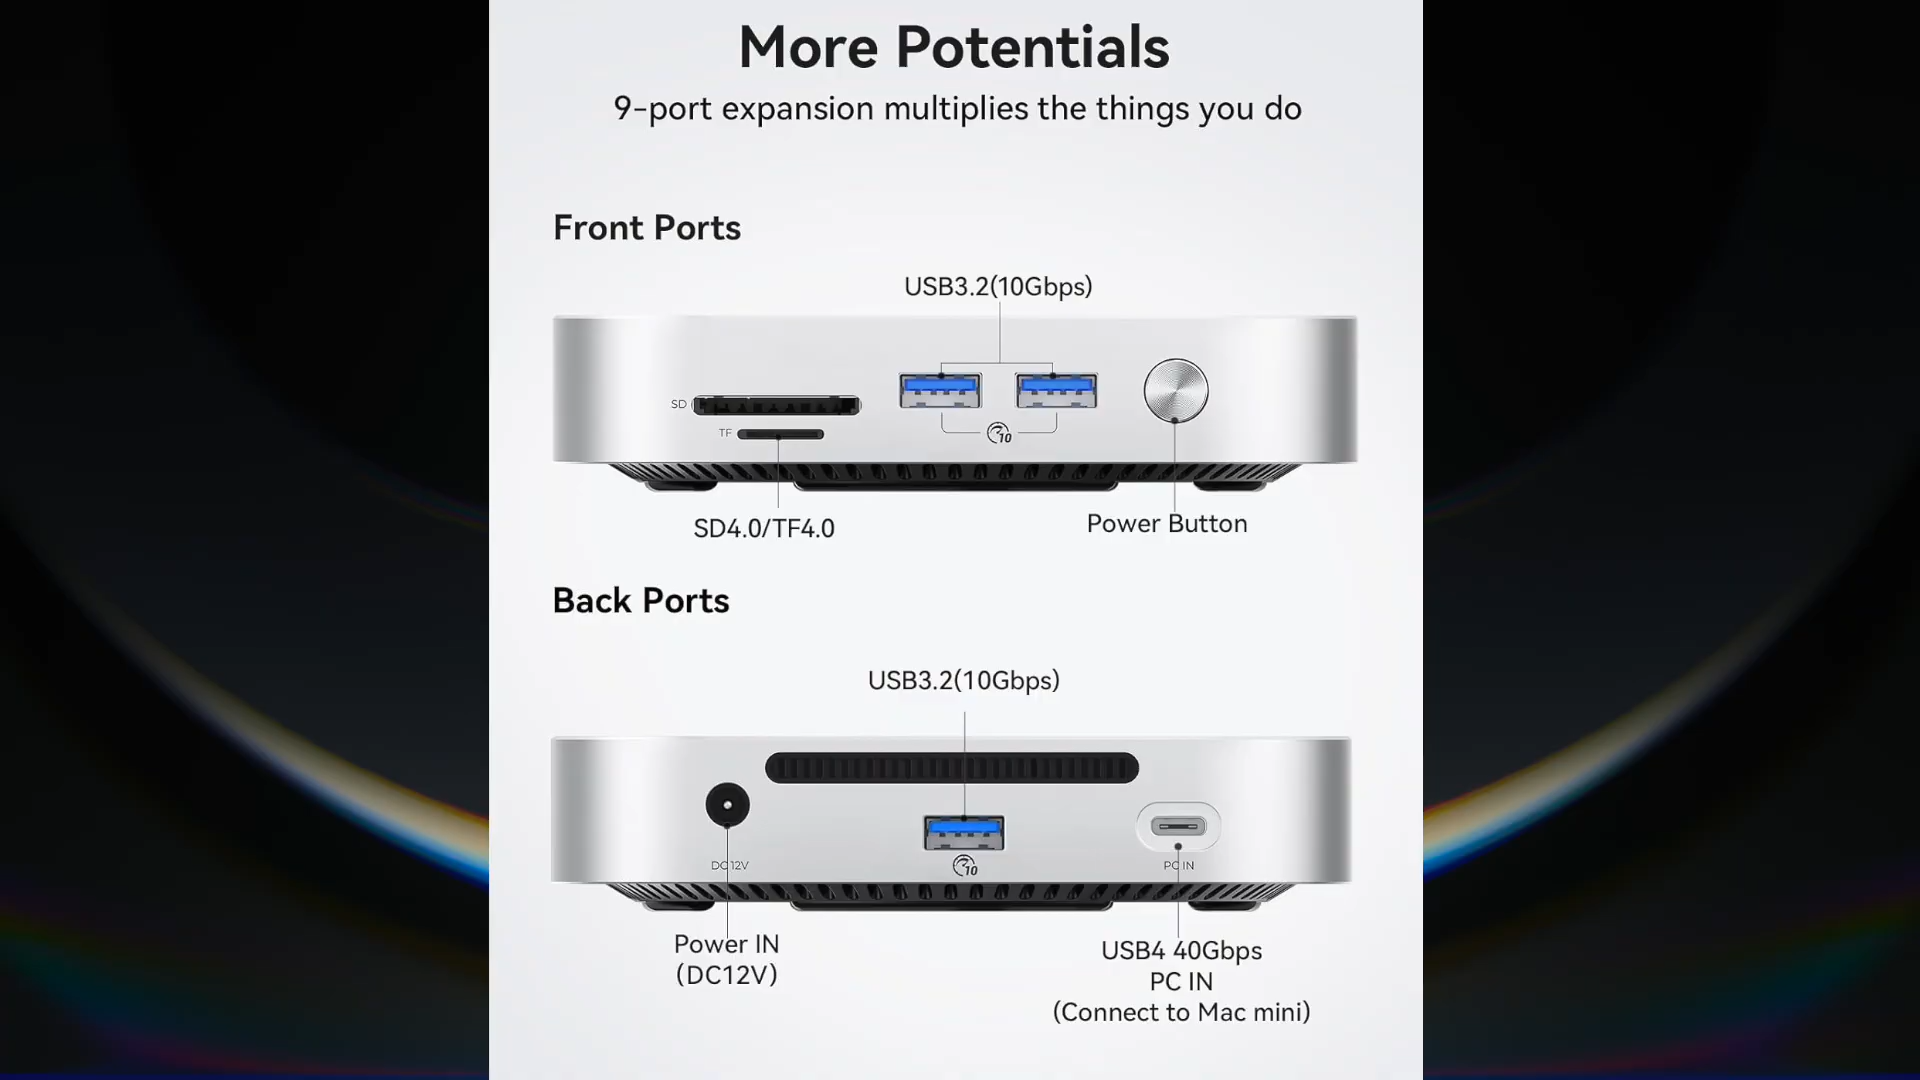 More Potentials
9-port expansion multiplies the things you do
Front Ports
USB3.2(10Gbps)
SD
TF
10
SD4.0/TF4.0
Power Button
Back Ports
USB3.2(10Gbps)
DC12V
10
PC IN
Power IN
(DC12V)
USB4 40Gbps
PC IN
(Connect to Mac mini)